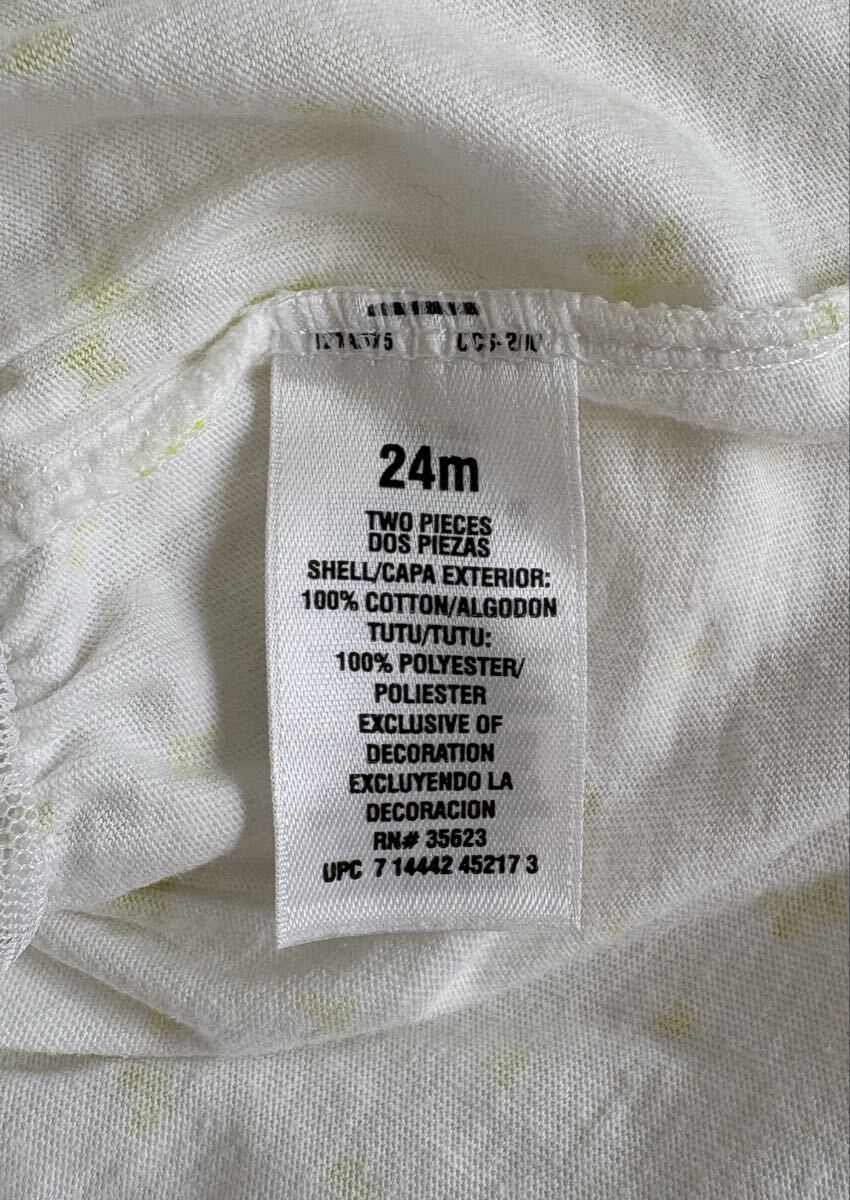 24m
TWO PIECES
DOS PIEZAS
SHELL/CAPA EXTERIOR:
100% COTTON/ALGODON
TUTU/TUTU:
100% POLYESTER/
POLIESTER
EXCLUSIVE OF
DECORATION
EXCLUYENDO LA
DECORACION
RN# 35623
UPC 7 14442 45217 3